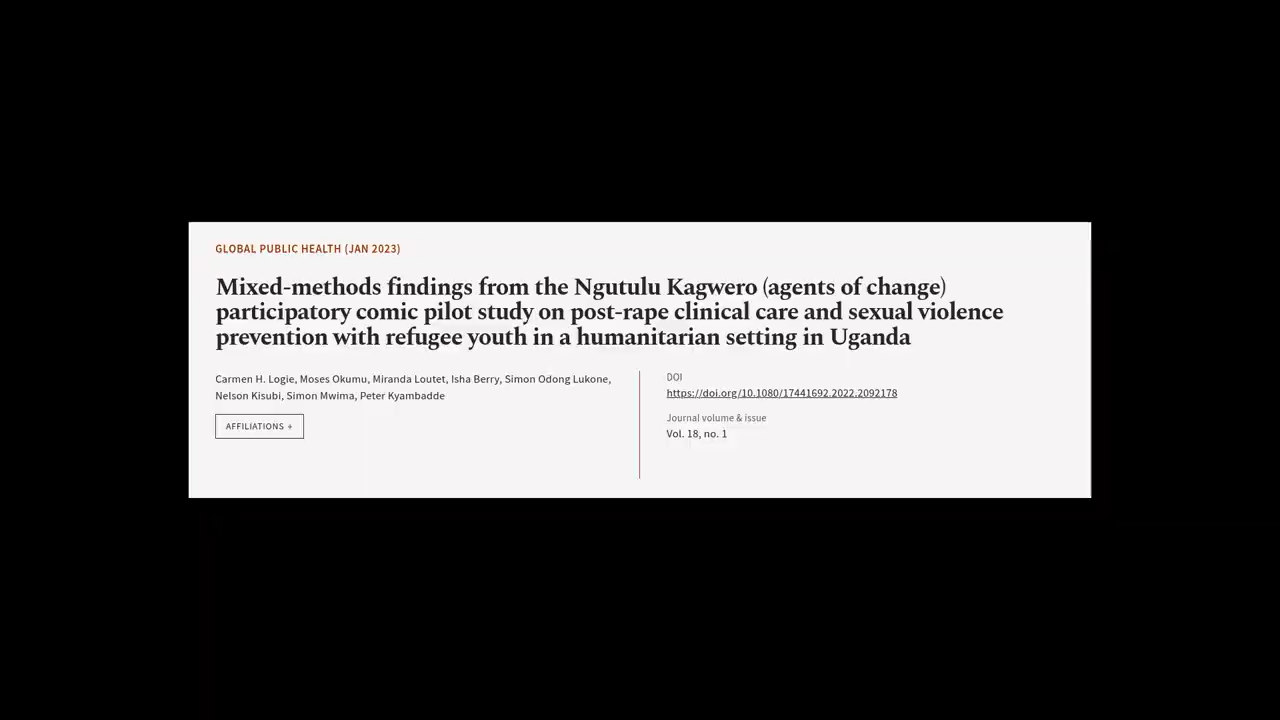 GLOBAL PUBLIC HEALTH (JAN 2023)
Mixed-methods findings from the Ngutulu Kagwero (agents of change)
participatory comic pilot study on post-rape clinical care and sexual violence
prevention with refugee youth in a humanitarian setting in Uganda
Carmen H. Logie, Moses Okumu, Miranda Loutet, Isha Berry, Simon Odong Lukone,
Nelson Kisubi, Simon Mwima, Peter Kyambadde
AFFILIATIONS +
DOI
https://doi.org/10.1080/17441692.2022.2092178
Journal volume & issue
Vol. 18, no. 1